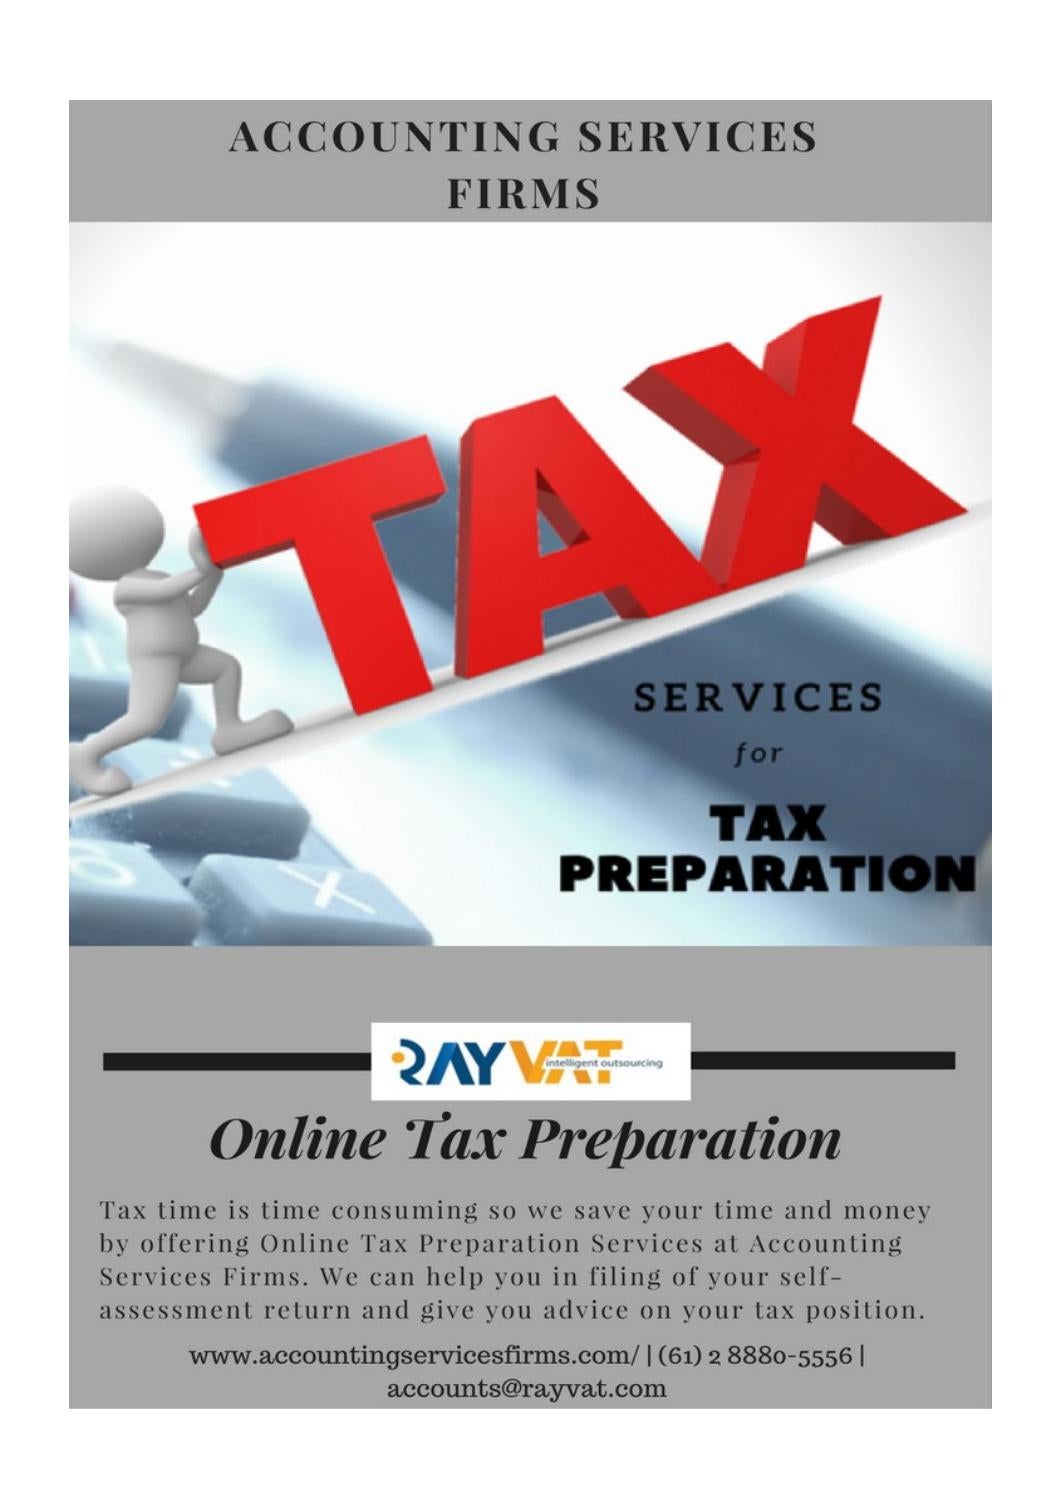 ACCOUNTING SERVICES
FIRMS
TAX
SERVICES
for
TAX
PREPARATION
RAYVAT
intelligent outsourcing
Online Tax Preparation
Tax time is time consuming so we save your time and money
by offering Online Tax Preparation Services at Accounting
Services Firms. We can help you in filing of your self-
assessment return and give you advice on your tax position.
www.accountingservicesfirms.com/ | (61) 2 8880-5556 |
accounts@rayvat.com